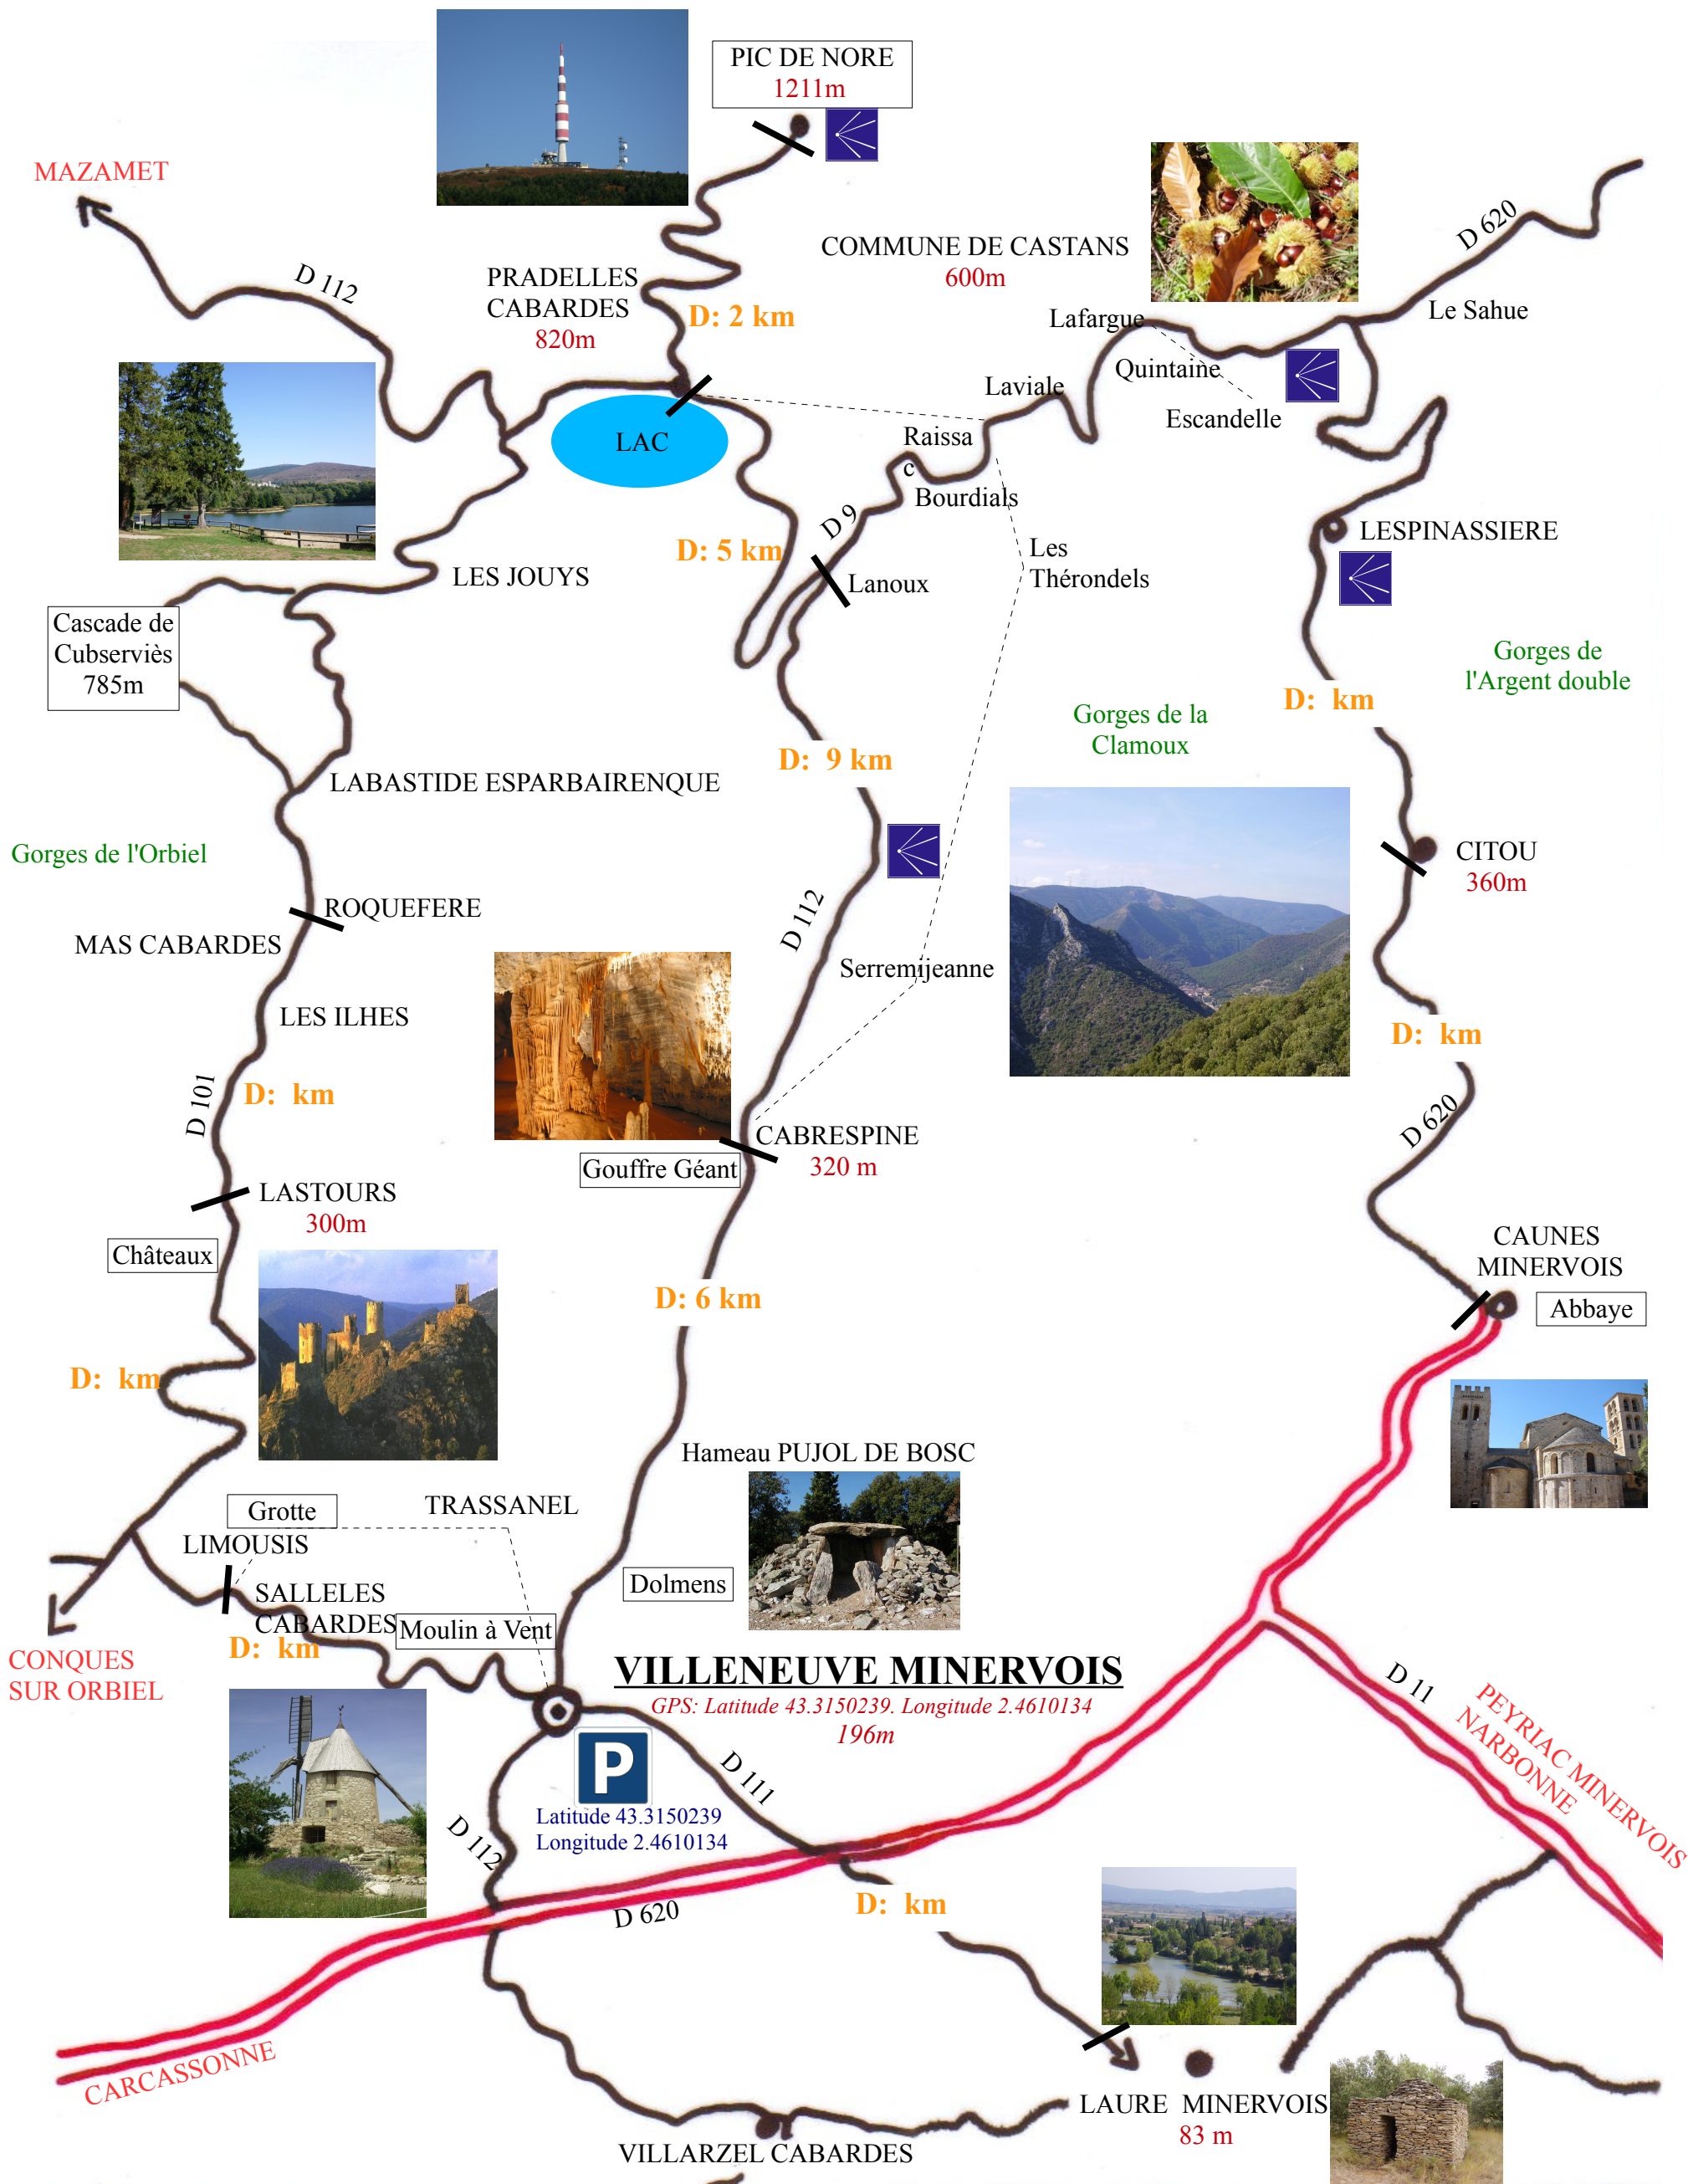 PIC DE NORE
1211m
MAZAMET
D 620
COMMUNE DE CASTANS
600m
D 112
PRADELLES
CABARDES
820m
D: 2 km
Le Sahue
Lafargue
Quintaine
Laviale
Escandelle
LAC
Raissa
c
Bourdials
D 9
LESPINASSIERE
D: 5 km
Les
Thérondels
LES JOUYS
Lanoux
Cascade de
Cubserviès
785m
Gorges de
l'Argent double
D:  km
Gorges de la
Clamoux
D:  9 km
LABASTIDE ESPARBAIRENQUE
Gorges de l'Orbiel
CITOU
360m
ROQUEFERE
MAS CABARDES
D 112
Serremijeanne
LES ILHES
D:  km
D:  km
D 101
D 620
CABRESPINE
320 m
Gouffre Géant
LASTOURS
300m
Châteaux
CAUNES
MINERVOIS
Abbaye
D: 6 km
D:  km
Hameau PUJOL DE BOSC
Grotte
TRASSANEL
LIMOUSIS
Dolmens
SALLELES
CABARDES
Moulin à Vent
D:  km
CONQUES
SUR ORBIEL
VILLENEUVE MINERVOIS
GPS: Latitude 43.3150239. Longitude 2.4610134
196m
D 11
PEYRIAC MINERVOIS
NARBONNE
P
D 111
Latitude 43.3150239
Longitude 2.4610134
D 112
D:  km
D 620
CARCASSONNE
LAURE  MINERVOIS
83 m
VILLARZEL CABARDES